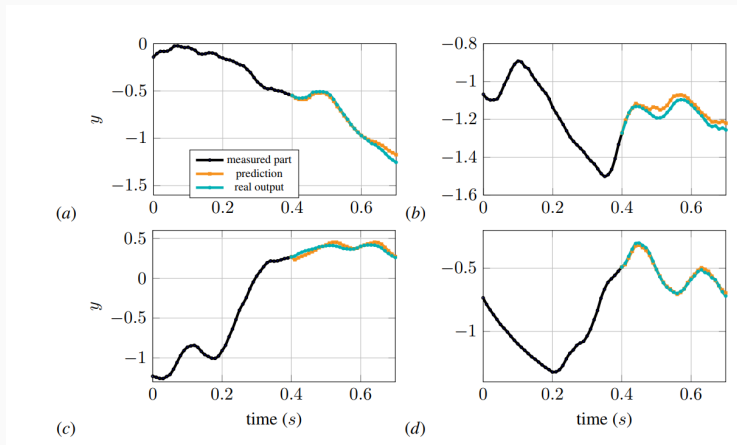 0
−0.5
−1
−1.5
y
measured part
prediction
real output
0 0.2 0.4 0.6
(a)
−0.8
−1
−1.2
−1.4
−1.6
0 0.2 0.4 0.6
(b)
0.5
0
−0.5
−1
y
0 0.2 0.4 0.6
time (s)
(c)
−0.5
−1
0 0.2 0.4 0.6
time (s)
(d)